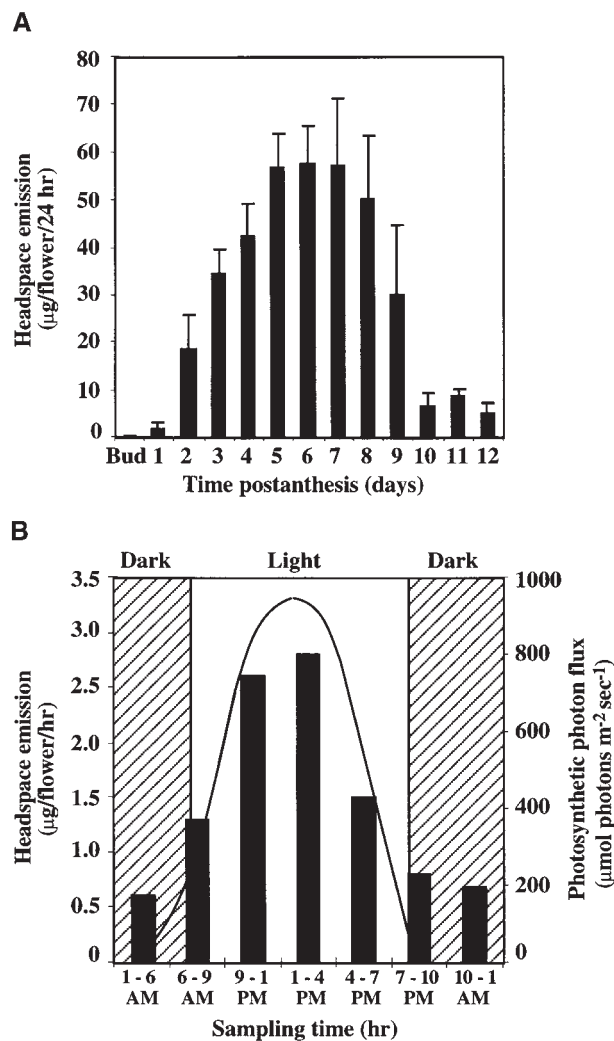 A
Headspace emission
(μg/flower/24 hr)
80
70
60
50
40
30
20
10
0
Bud 1 2 3 4 5 6 7 8 9 10 11 12
Time postanthesis (days)
B
Dark Light Dark
Headspace emission
(μg/flower/hr)
3.5
3.0
2.5
2.0
1.5
1.0
0.5
0
1000
800
600
400
200
0
Photosynthetic photon flux
(μmol photons m⁻² sec⁻¹)
1 - 6 6 - 9 9 - 1 1 - 4 4 - 7 7 - 10 10 - 1
AM AM PM PM PM PM AM
Sampling time (hr)